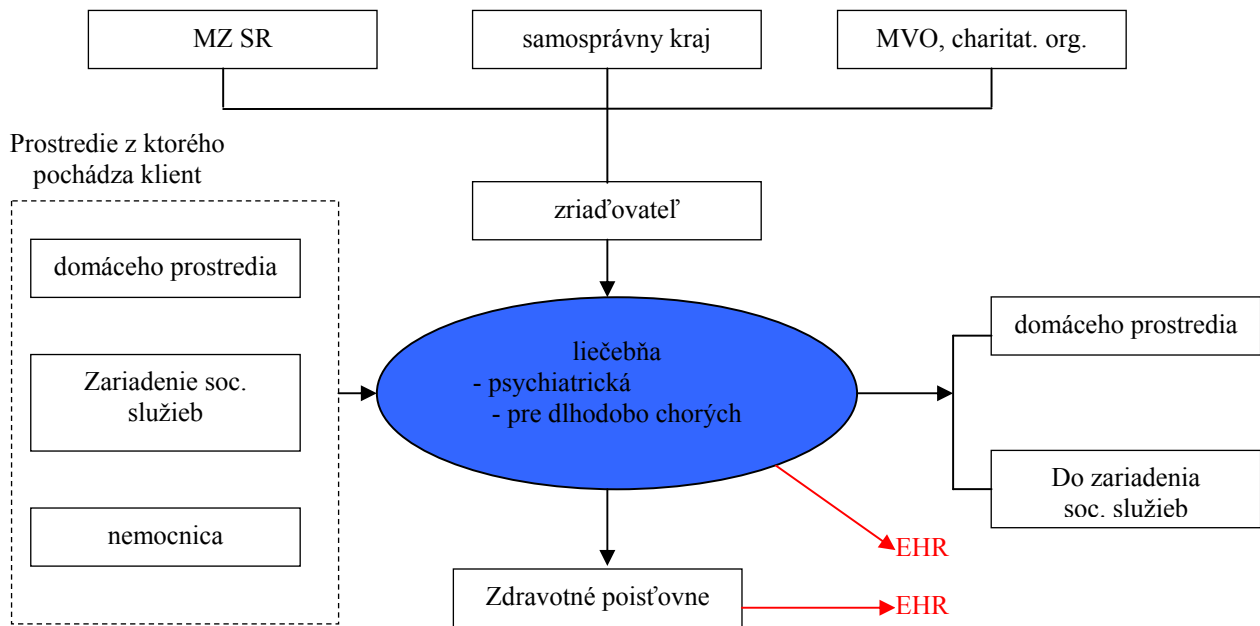 MZ SR
samosprávny kraj
MVO, charitat. org.
Prostredie z ktorého
pochádza klient
zriaďovateľ
domáceho prostredia
Zariadenie soc.
služieb
nemocnica
liečebňa
- psychiatrická
- pre dlhodobo chorých
domáceho prostredia
Do zariadenia
soc. služieb
EHR
Zdravotné poisťovne
EHR